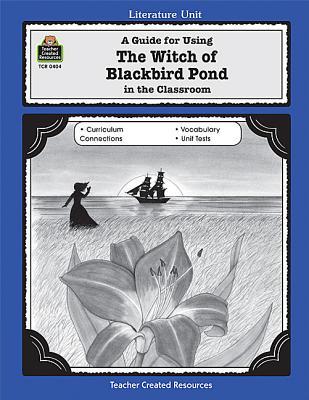 Literature Unit
Teacher Created Resources
TCR 0404
A Guide for Using
The Witch of
Blackbird Pond
in the Classroom
• Curriculum Connections
• Vocabulary
• Unit Tests
Teacher Created Resources